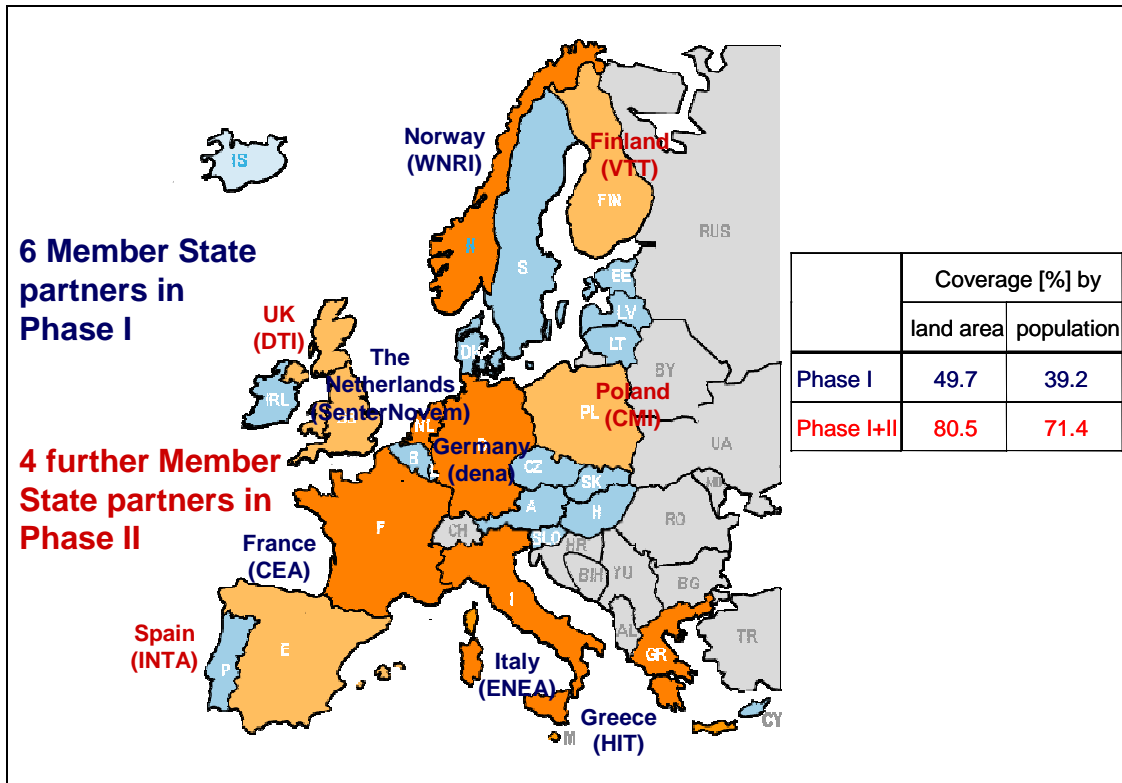 6 Member State
partners in
Phase I
4 further Member
State partners in
Phase II
Norway
(WNRI)
Finland
(VTT)
UK
(DTI)
The
Netherlands
(SenterNovem)
Germany
(dena)
Poland
(CMI)
France
(CEA)
Spain
(INTA)
Italy
(ENEA)
Greece
(HIT)
IS
FIN
S
RUS
EE
LV
LT
DK
BY
IRL
PL
NL
D
UA
B
CZ
SK
MD
F
CH
A
H
RO
SLO
HR
BIH
YU
BG
I
AL
TR
E
P
GR
M
CY
Coverage [%] by
land area population
Phase I 49.7 39.2
Phase I+II 80.5 71.4